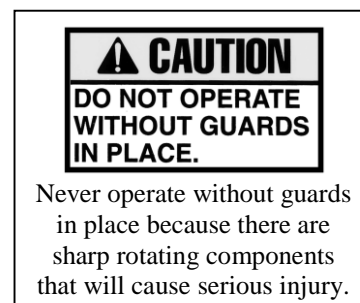 CAUTION
DO NOT OPERATE
WITHOUT GUARDS
IN PLACE.
Never operate without guards
in place because there are
sharp rotating components
that will cause serious injury.